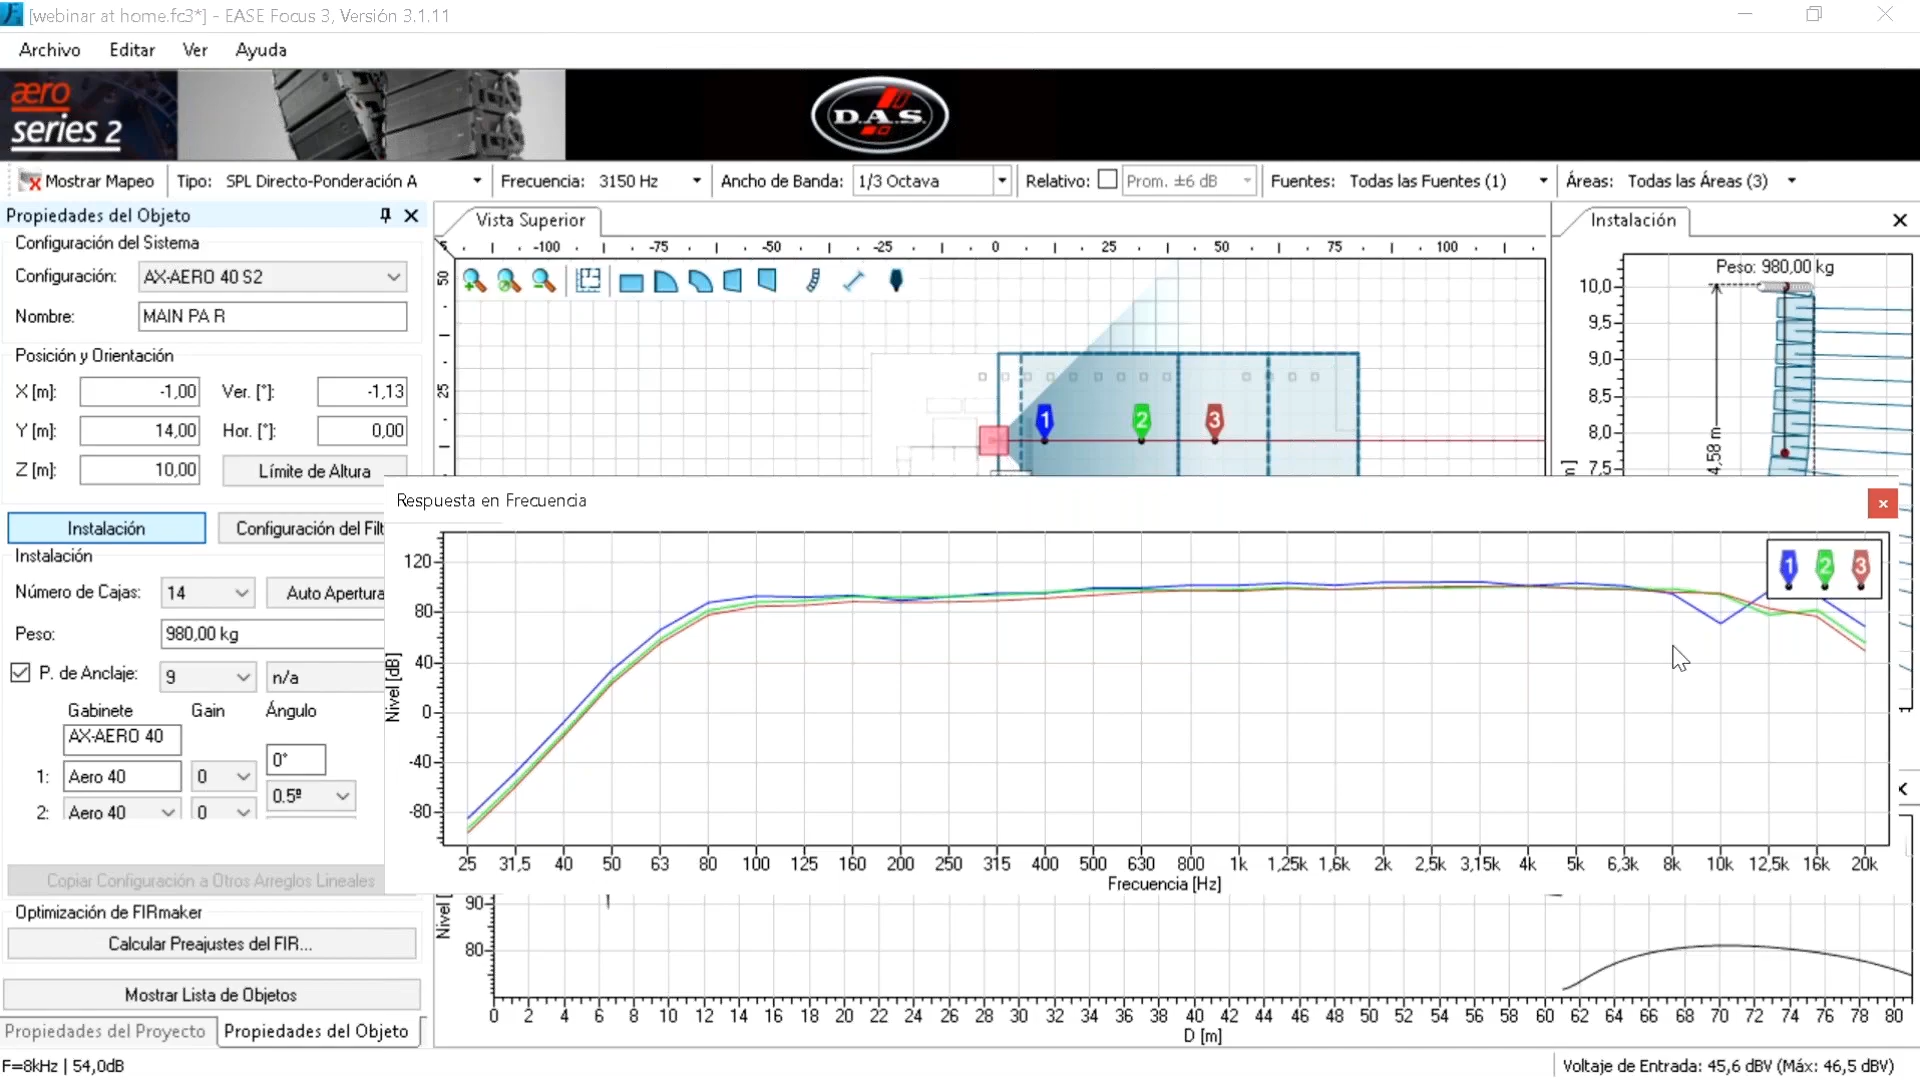 [webinar at home.fc3*] - EASE Focus 3, Versión 3.1.11
Archivo Editar Ver Ayuda
aero
series 2
D.A.S.
Mostrar Mapeo Tipo: SPL Directo-Ponderación A Frecuencia: 3150 Hz Ancho de Banda: 1/3 Octava Relativo: Prom. ±6 dB Fuentes: Todas las Fuentes (1) Áreas: Todas las Áreas (3)
Propiedades del Objeto
Configuración del Sistema
Configuración: AX-AERO 40 S2
Nombre: MAIN PA R
Posición y Orientación
X [m]: -1,00 Ver. [°]: -1,13
Y [m]: 14,00 Hor. [°]: 0,00
Z [m]: 10,00 Límite de Altura
Instalación Configuración del Filt
Instalación
Número de Cajas: 14 Auto Apertura
Peso: 980,00 kg
P. de Anclaje: 9 n/a
Gabinete Gain Ángulo
AX-AERO 40
0°
1: Aero 40 0
0.5º
2: Aero 40 0
Copiar Configuración a Otros Arreglos Lineales
Optimización de FIRmaker
Calcular Preajustes del FIR...
Mostrar Lista de Objetos
Propiedades del Proyecto Propiedades del Objeto
F=8kHz | 54,0dB
Vista Superior
-100 -75 -50 -25 0 25 50 75 100
50
25
1 2 3
Instalación
Peso: 980,00 kg
10,0
9,5
9,0
8,5
8,0
7,5
4,58 m
m]
Respuesta en Frecuencia
1 2 3
120
80
40
0
-40
-80
Nivel [dB]
25 31,5 40 50 63 80 100 125 160 200 250 315 400 500 630 800 1k 1,25k 1,6k 2k 2,5k 3,15k 4k 5k 6,3k 8k 10k 12,5k 16k 20k
Frecuencia [Hz]
Nivel [
90
80
0 2 4 6 8 10 12 14 16 18 20 22 24 26 28 30 32 34 36 38 40 42 44 46 48 50 52 54 56 58 60 62 64 66 68 70 72 74 76 78 80
D [m]
Voltaje de Entrada: 45,6 dBV (Máx: 46,5 dBV)